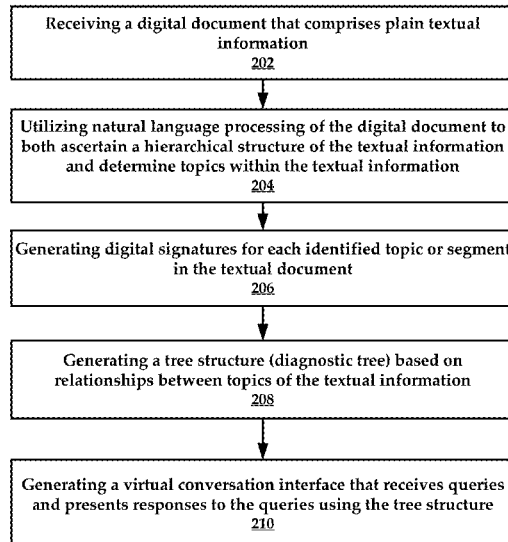 Receiving a digital document that comprises plain textual
information
202
Utilizing natural language processing of the digital document to
both ascertain a hierarchical structure of the textual information
and determine topics within the textual information
204
Generating digital signatures for each identified topic or segment
in the textual document
206
Generating a tree structure (diagnostic tree) based on
relationships between topics of the textual information
208
Generating a virtual conversation interface that receives queries
and presents responses to the queries using the tree structure
210